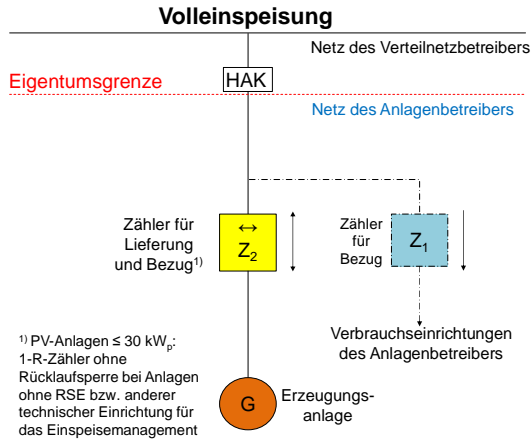 Volleinspeisung
Netz des Verteilnetzbetreibers
HAK
Eigentumsgrenze
Netz des Anlagenbetreibers
Zähler für
Lieferung
und Bezug1)
↔
Z2
Zähler
für
Bezug
Z1
Verbrauchseinrichtungen
des Anlagenbetreibers
1) PV-Anlagen ≤ 30 kWp:
1-R-Zähler ohne
Rücklaufsperre bei Anlagen
ohne RSE bzw. anderer
technischer Einrichtung für
das Einspeisemanagement
G
Erzeugungs-
anlage